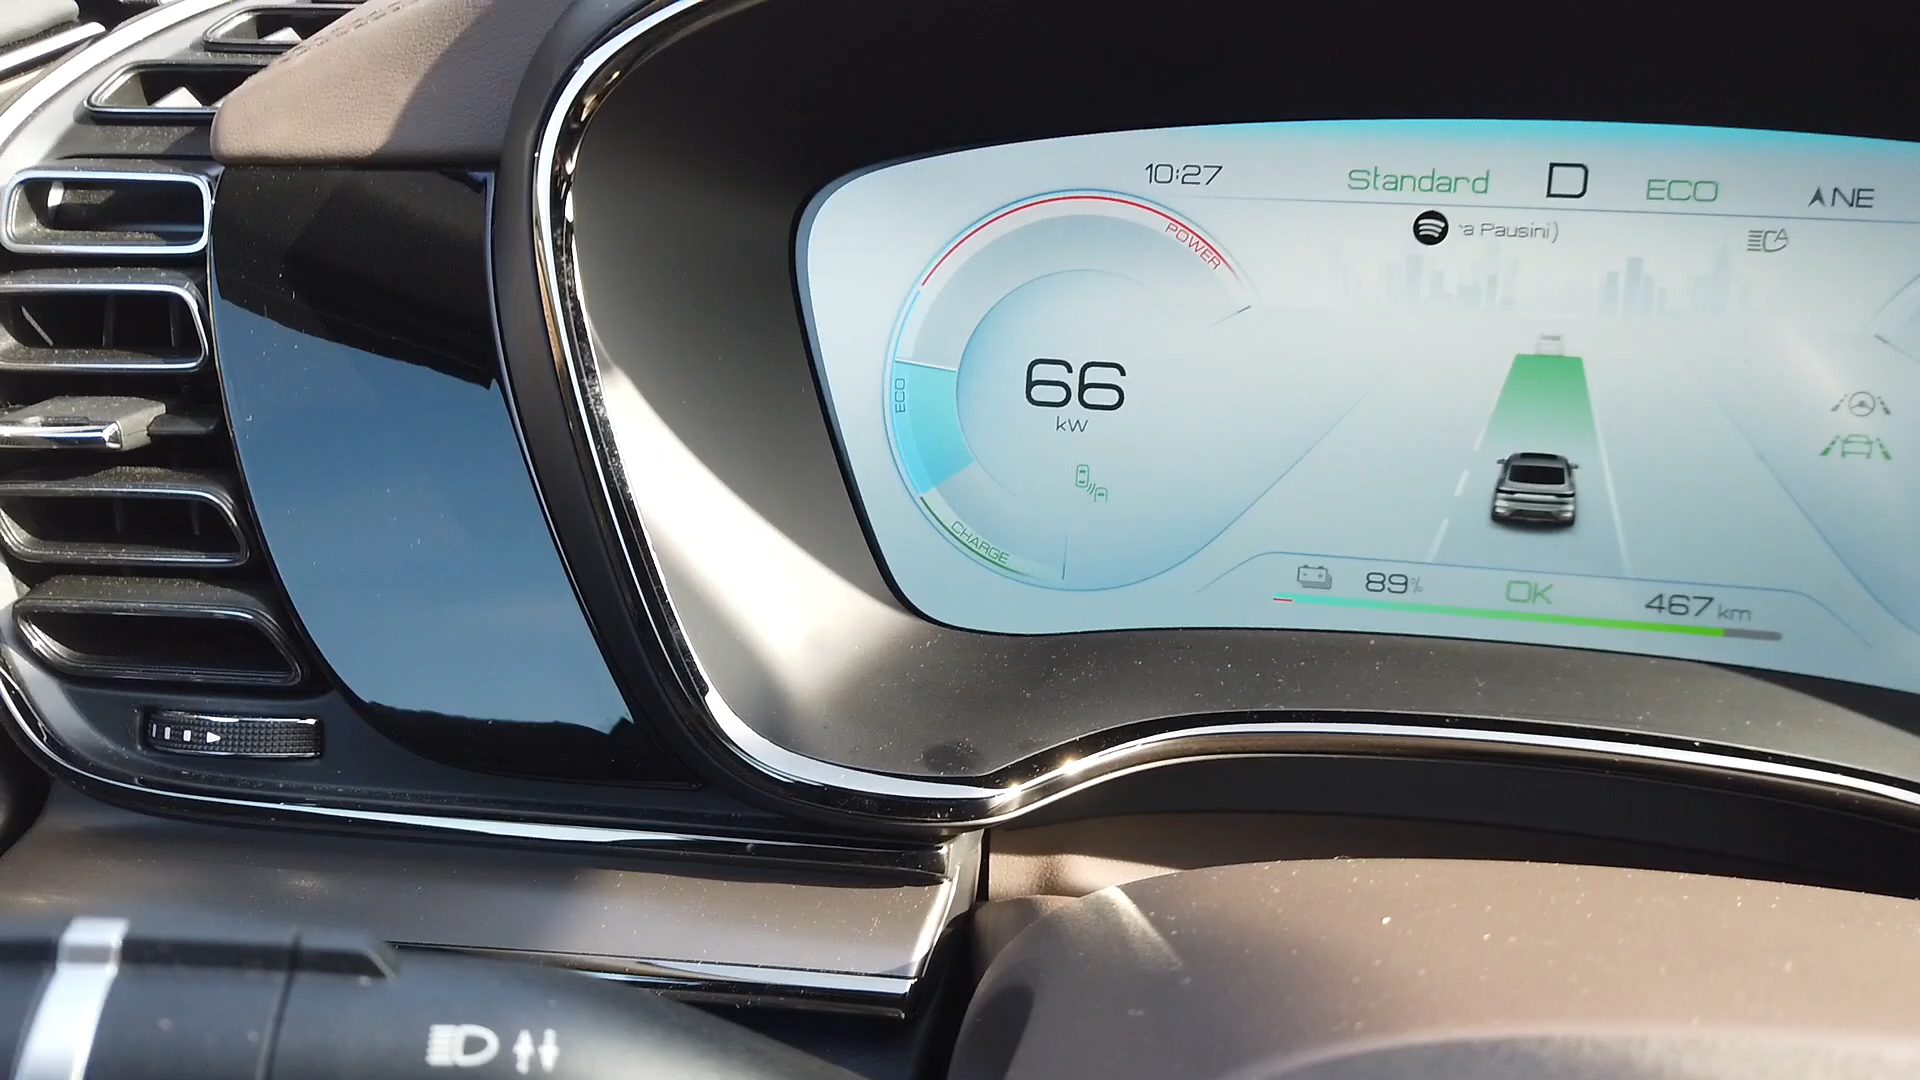 10:27 Standard D ECO NE
a Pausini)
A
POWER
ECO
66
kW
CHARGE
89% OK 467 km